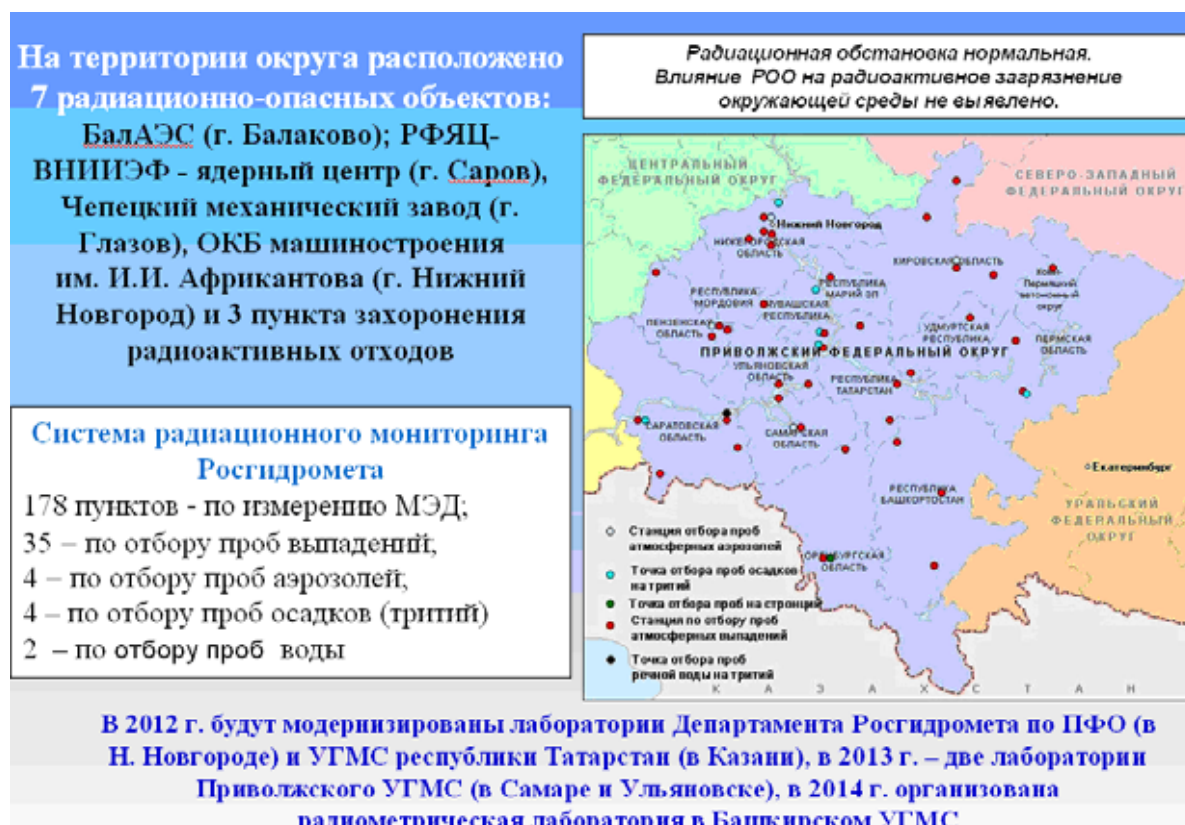 На территории округа расположено
7 радиационно-опасных объектов:
БалАЭС (г. Балаково); РФЯЦ-
ВНИИЭФ - ядерный центр (г. Саров),
Чепецкий механический завод (г.
Глазов), ОКБ машиностроения
им. И.И. Африкантова (г. Нижний
Новгород) и 3 пункта захоронения
радиоактивных отходов
Система радиационного мониторинга
Росгидромета
178 пунктов - по измерению МЭД;
35 – по отбору проб выпадений;
4 – по отбору проб аэрозолей;
4 – по отбору проб осадков (тритий)
2 – по отбору проб воды
Радиационная обстановка нормальная.
Влияние РОО на радиоактивное загрязнение
окружающей среды не выявлено.
ЦЕНТРАЛЬНЫЙ
ФЕДЕРАЛЬНЫЙ ОКРУГ
СЕВЕРО-ЗАПАДНЫЙ
ФЕДЕРАЛЬНЫЙ ОКРУГ
Нижний Новгород
НИЖЕГОРОДСКАЯ
ОБЛАСТЬ
КИРОВСКАЯ ОБЛАСТЬ
Коми-
Пермяцкий
автономный
округ
РЕСПУБЛИКА
МАРИЙ ЭЛ
РЕСПУБЛИКА
МОРДОВИЯ
ЧУВАШСКАЯ
РЕСПУБЛИКА
ПЕНЗЕНСКАЯ
ОБЛАСТЬ
УДМУРТСКАЯ
РЕСПУБЛИКА
ПЕРМСКАЯ
ОБЛАСТЬ
ПРИВОЛЖСКИЙ ФЕДЕРАЛЬНЫЙ ОКРУГ
УЛЬЯНОВСКАЯ
ОБЛАСТЬ
РЕСПУБЛИКА
ТАТАРСТАН
САРАТОВСКАЯ
ОБЛАСТЬ
САМАРСКАЯ
ОБЛАСТЬ
Екатеринбург
РЕСПУБЛИКА
БАШКОРТОСТАН
УРАЛЬСКИЙ
ФЕДЕРАЛЬНЫЙ
ОКРУГ
ОРЕНБУРГСКАЯ
ОБЛАСТЬ
Станция отбора проб
атмосферных аэрозолей
Точка отбора проб осадков
на тритий
Точка отбора проб на стронций
Станция по отбору проб
атмосферных выпадений
Точка отбора проб
речной воды на тритий
К А З А Х С Т А Н
В 2012 г. будут модернизированы лаборатории Департамента Росгидромета по ПФО (в
Н. Новгороде) и УГМС республики Татарстан (в Казани), в 2013 г. – две лаборатории
Приволжского УГМС (в Самаре и Ульяновске), в 2014 г. организована
радиометрическая лаборатория в Башкирском УГМС